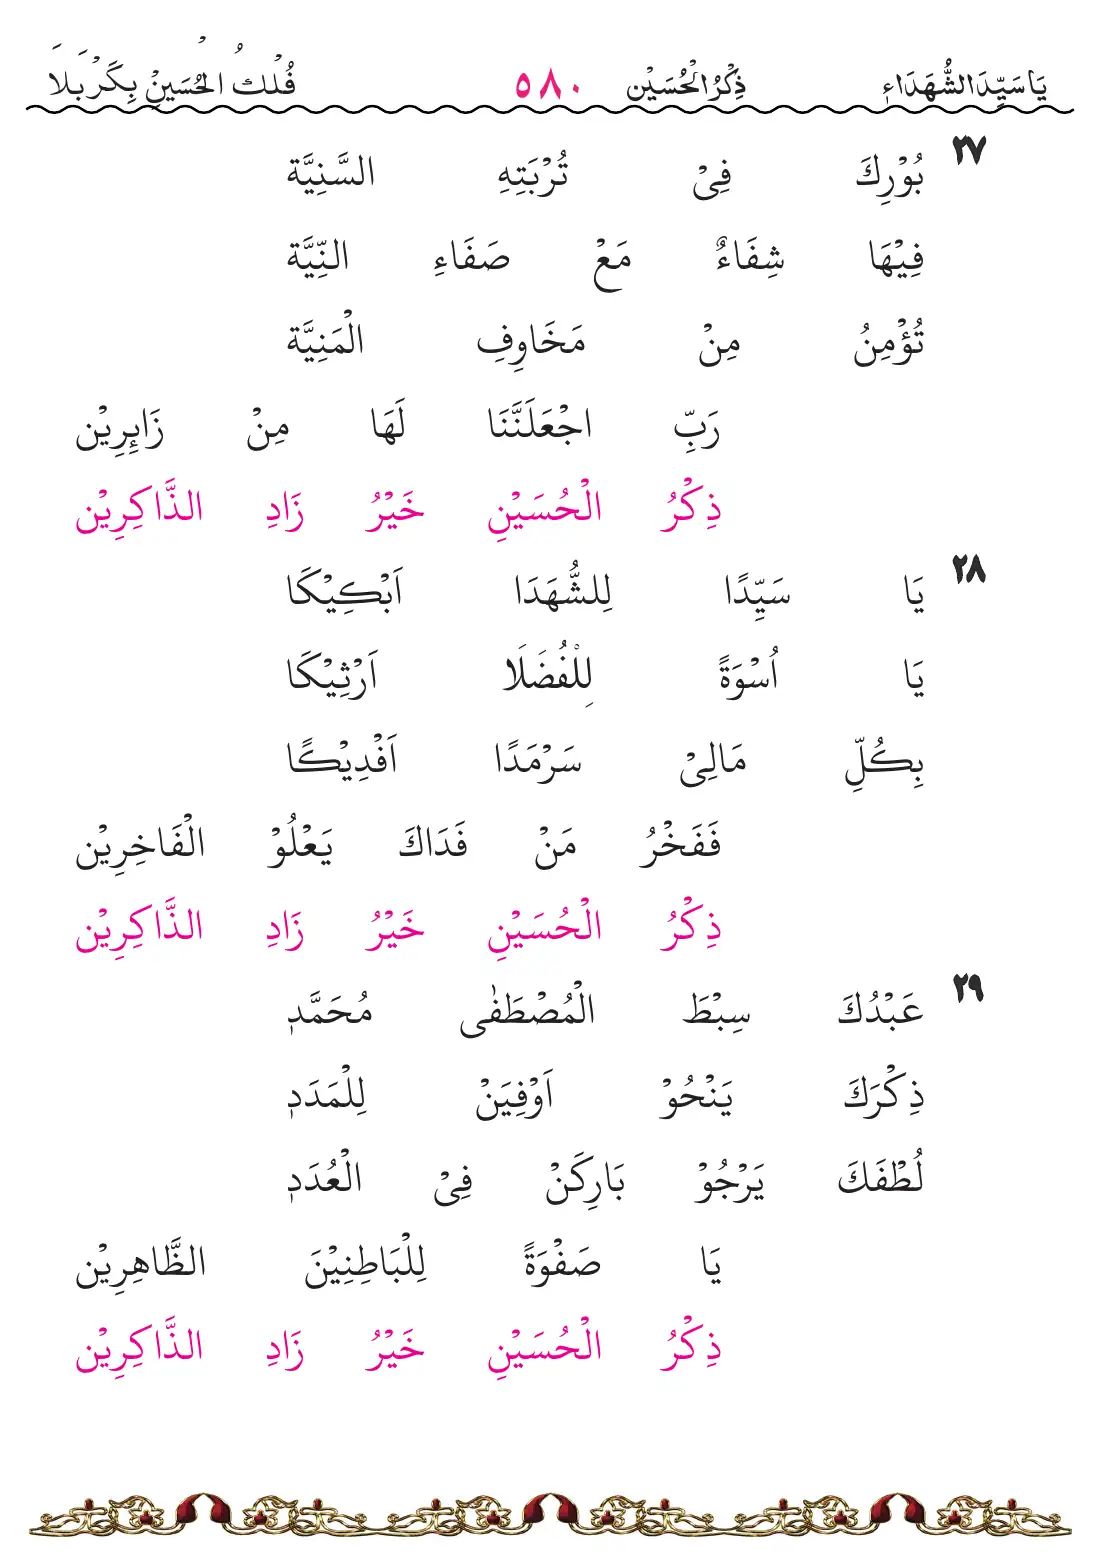 يَا سَيِّدَ الشُّهَدَاءِ ذِكْرُ الْحُسَيْن ٥٨٠ فُلْكُ الْحُسَيْنِ بِكَرْبَلَا
٢٧ بُوْرِكَ فِيْ تُرْبَتِهِ السَّنِيَّة
فِيْهَا شِفَاءٌ مَعْ صَفَاءِ النِّيَّة
تُؤْمِنُ مِنْ مَخَاوِفِ الْمَنِيَّة
رَبِّ اجْعَلَنَّنَا لَهَا مِنْ زَائِرِيْن
ذِكْرُ الْحُسَيْنِ خَيْرُ زَادِ الذَّاكِرِيْن
٢٨ يَا سَيِّدًا لِلشُّهَدَا اَبْكِيْكَا
يَا اُسْوَةً لِلْفُضَلَا اَرْثِيْكَا
بِكُلِّ مَالِيْ سَرْمَدًا اَفْدِيْكًا
فَفَخْرُ مَنْ فَدَاكَ يَعْلُوْ الْفَاخِرِيْن
ذِكْرُ الْحُسَيْنِ خَيْرُ زَادِ الذَّاكِرِيْن
٢٩ عَبْدُكَ سِبْطَ الْمُصْطَفٰى مُحَمَّدِ
ذِكْرَكَ يَنْحُوْ اَوْفِيَنْ لِلْمَدَدِ
لُطْفَكَ يَرْجُوْ بَارِكَنْ فِيْ الْعُدَدِ
يَا صَفْوَةً لِلْبَاطِنِيْنَ الظَّاهِرِيْن
ذِكْرُ الْحُسَيْنِ خَيْرُ زَادِ الذَّاكِرِيْن